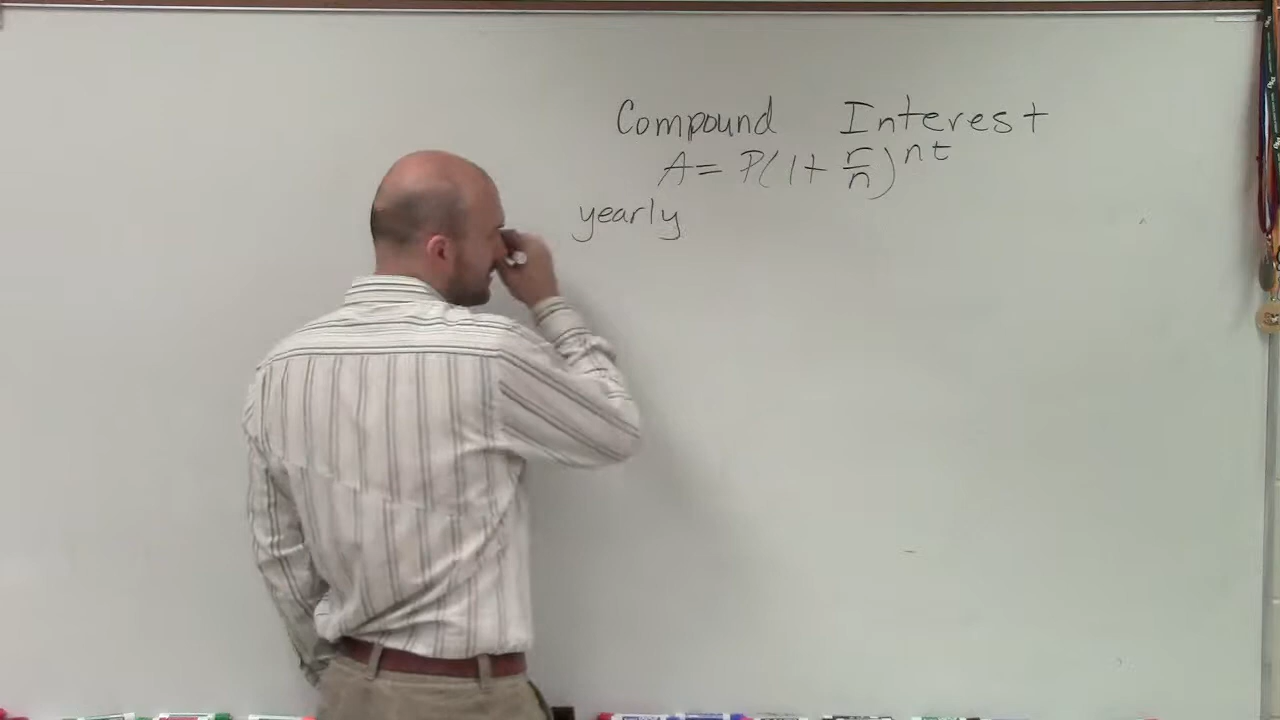 Compound Interest
A = P(1 + r/n)^nt
yearly